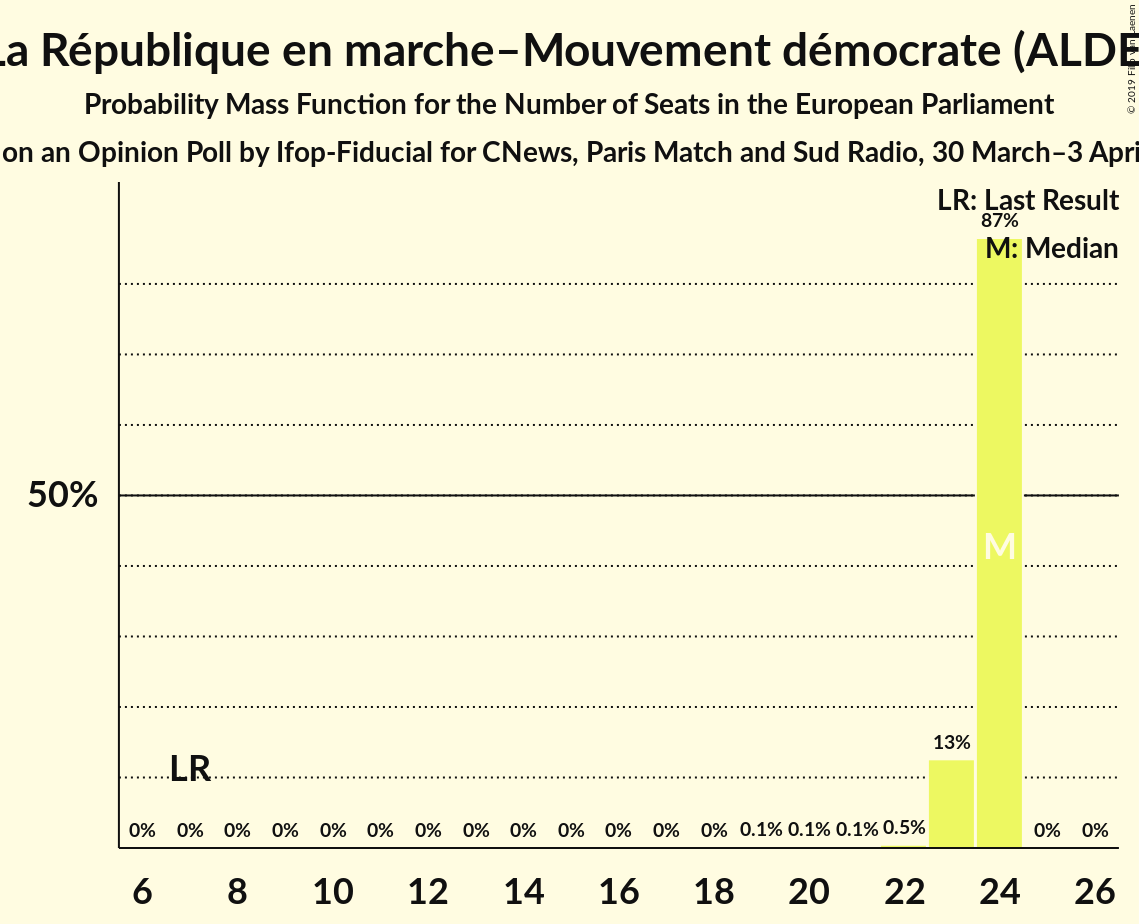 La République en marche–Mouvement démocrate (ALDE
Probability Mass Function for the Number of Seats in the European Parliament
on an Opinion Poll by Ifop-Fiducial for CNews, Paris Match and Sud Radio, 30 March–3 Apri
© 2019 Filip van Laenen
LR: Last Result
87%
M: Median
50%
M
13%
LR
0% 0% 0% 0% 0% 0% 0% 0% 0% 0% 0% 0% 0% 0.1% 0.1% 0.1% 0.5% 0% 0%
6 8 10 12 14 16 18 20 22 24 26